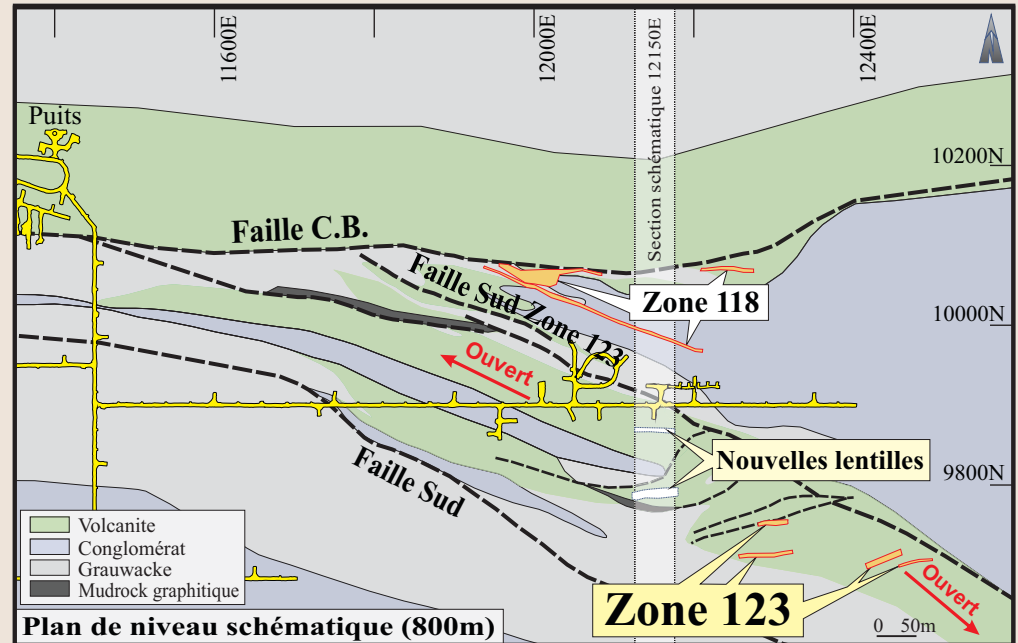 11600E
12000E
Section schématique 12150E
12400E
Puits
10200N
Faille C.B.
Faille Sud Zone 123
Zone 118
10000N
Ouvert
Nouvelles lentilles
9800N
Faille Sud
Volcanite
Conglomérat
Grauwacke
Mudrock graphitique
Zone 123
Ouvert
0 50m
Plan de niveau schématique (800m)